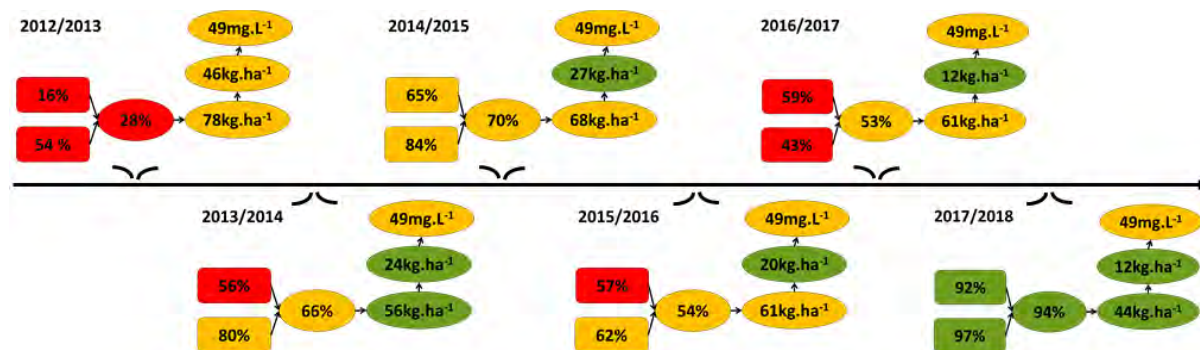 2012/2013
49mg.L⁻¹
46kg.ha⁻¹
16%
28%
78kg.ha⁻¹
54 %
2014/2015
49mg.L⁻¹
27kg.ha⁻¹
65%
70%
68kg.ha⁻¹
84%
2016/2017
49mg.L⁻¹
12kg.ha⁻¹
59%
53%
61kg.ha⁻¹
43%
2013/2014
49mg.L⁻¹
24kg.ha⁻¹
56%
66%
56kg.ha⁻¹
80%
2015/2016
49mg.L⁻¹
20kg.ha⁻¹
57%
54%
61kg.ha⁻¹
62%
2017/2018
49mg.L⁻¹
12kg.ha⁻¹
92%
94%
44kg.ha⁻¹
97%